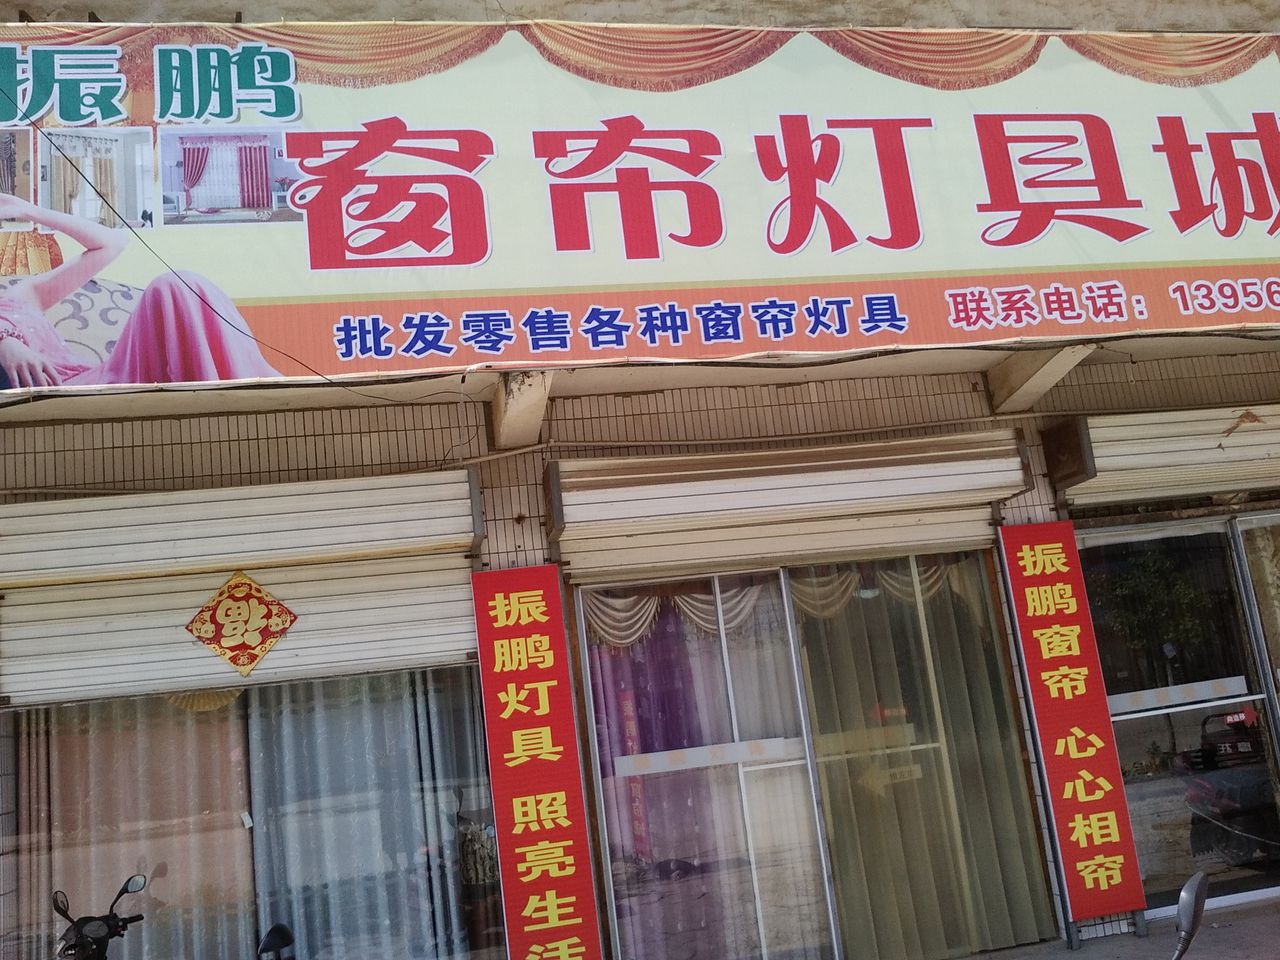 振鹏
窗帘灯具城
批发零售各种窗帘灯具 联系电话：13956
福
振鹏灯具 照亮生活
振鹏窗帘 心心相帘